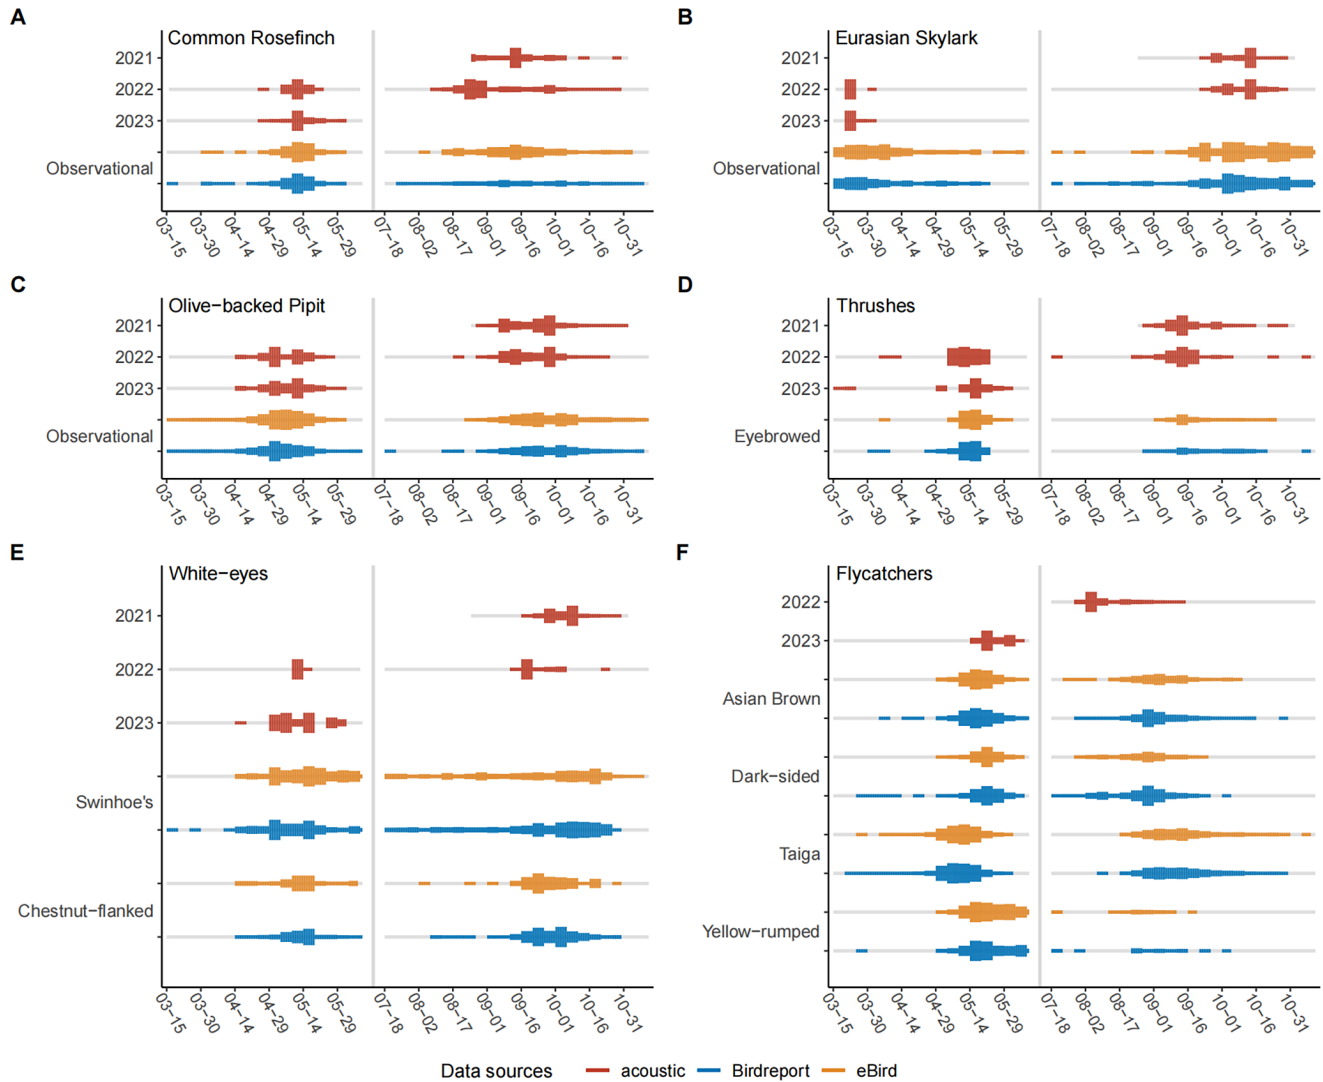 A
Common Rosefinch
2021
2022
2023
Observational
03−15 03−30 04−14 04−29 05−14 05−29 07−18 08−02 08−17 09−01 09−16 10−01 10−16 10−31
B
Eurasian Skylark
2021
2022
2023
Observational
03−15 03−30 04−14 04−29 05−14 05−29 07−18 08−02 08−17 09−01 09−16 10−01 10−16 10−31
C
Olive−backed Pipit
2021
2022
2023
Observational
03−15 03−30 04−14 04−29 05−14 05−29 07−18 08−02 08−17 09−01 09−16 10−01 10−16 10−31
D
Thrushes
2021
2022
2023
Eyebrowed
03−15 03−30 04−14 04−29 05−14 05−29 07−18 08−02 08−17 09−01 09−16 10−01 10−16 10−31
E
White−eyes
2021
2022
2023
Swinhoe's
Chestnut−flanked
03−15 03−30 04−14 04−29 05−14 05−29 07−18 08−02 08−17 09−01 09−16 10−01 10−16 10−31
F
Flycatchers
2022
2023
Asian Brown
Dark−sided
Taiga
Yellow−rumped
03−15 03−30 04−14 04−29 05−14 05−29 07−18 08−02 08−17 09−01 09−16 10−01 10−16 10−31
Data sources acoustic Birdreport eBird